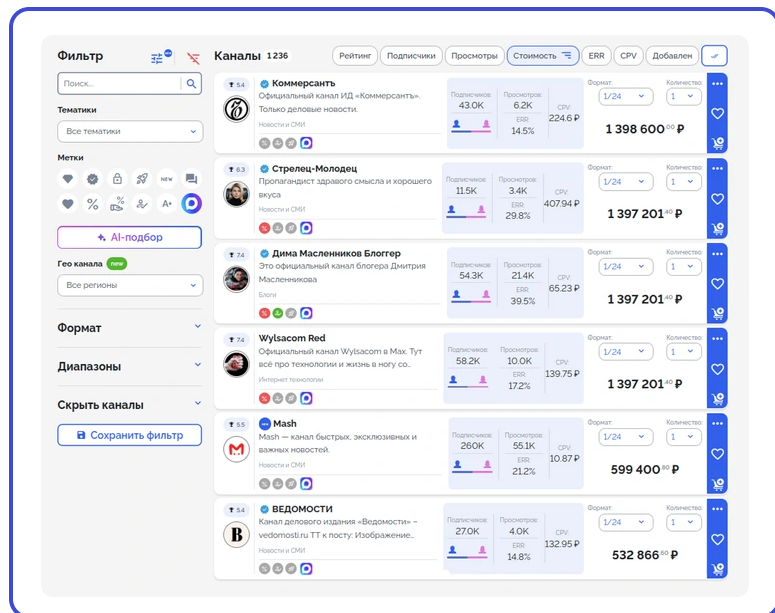 Фильтр
new
Поиск...
Тематики
Все тематики
Метки
NEW
%
A+
AI-подбор
Гео канала new
Все регионы
Формат
Диапазоны
Скрыть каналы
Сохранить фильтр
Каналы 1 236
Рейтинг Подписчики Просмотры Стоимость ERR CPV Добавлен
5.4 Коммерсантъ
Официальный канал ИД «Коммерсантъ».
Только деловые новости.
Новости и СМИ
Подписчиков: 43.0K
Просмотров: 6.2K
ERR: 14.5%
CPV: 224.6 ₽
Формат: 1/24
Количество: 1
1 398 600.00 ₽
6.3 Стрелец-Молодец
Пропагандист здравого смысла и хорошего
вкуса
Новости и СМИ
Подписчиков: 11.5K
Просмотров: 3.4K
ERR: 29.8%
CPV: 407.94 ₽
Формат: 1/24
Количество: 1
1 397 201.40 ₽
7.4 Дима Масленников Блоггер
Это официальный канал блогера Дмитрия
Масленникова
Блоги
Подписчиков: 54.3K
Просмотров: 21.4K
ERR: 39.5%
CPV: 65.23 ₽
Формат: 1/24
Количество: 1
1 397 201.40 ₽
7.4 Wylsacom Red
Официальный канал Wylsacom в Max. Тут
всё про технологии и жизнь в ногу со...
Интернет технологии
Подписчиков: 58.2K
Просмотров: 10.0K
ERR: 17.2%
CPV: 139.75 ₽
Формат: 1/24
Количество: 1
1 397 201.40 ₽
5.5 Mash
Mash — канал быстрых, эксклюзивных и
важных новостей.
Новости и СМИ
Подписчиков: 260K
Просмотров: 55.1K
ERR: 21.2%
CPV: 10.87 ₽
Формат: 1/24
Количество: 1
599 400.80 ₽
5.4 ВЕДОМОСТИ
Канал делового издания «Ведомости» –
vedomosti.ru ТТ к посту: Изображение...
Новости и СМИ
Подписчиков: 27.0K
Просмотров: 4.0K
ERR: 14.8%
CPV: 132.95 ₽
Формат: 1/24
Количество: 1
532 866.60 ₽